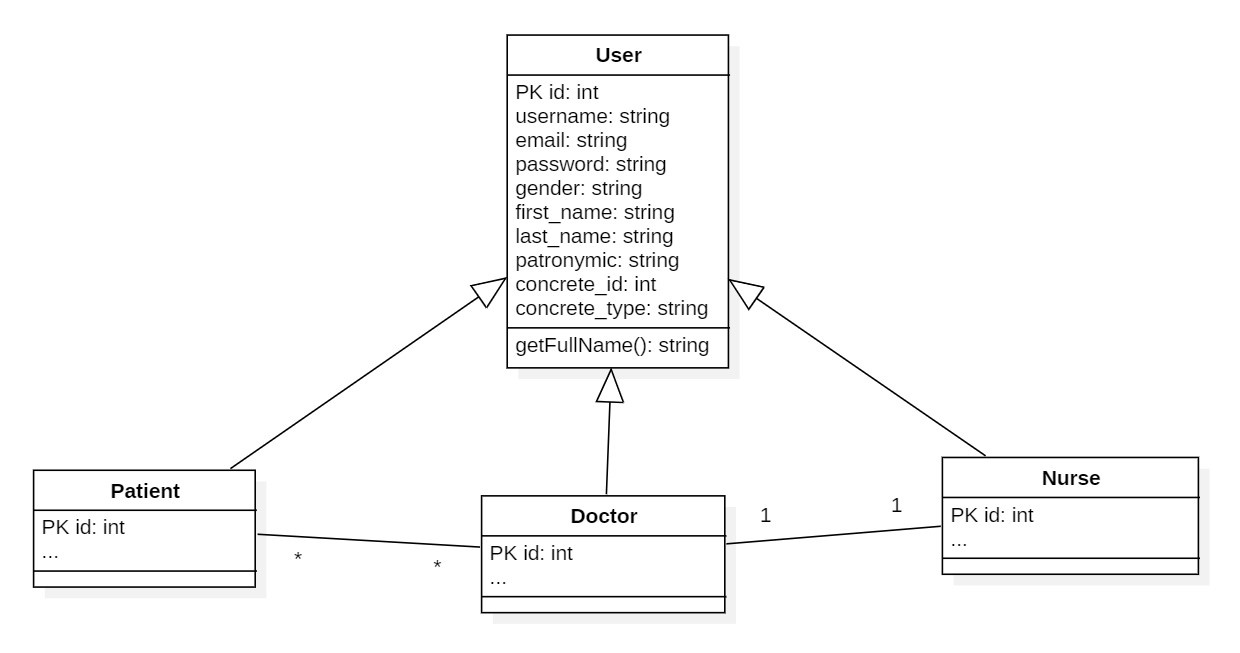 User
PK id: int
username: string
email: string
password: string
gender: string
first_name: string
last_name: string
patronymic: string
concrete_id: int
concrete_type: string
getFullName(): string
Patient
PK id: int
...
*
*
Doctor
PK id: int
...
1
1
Nurse
PK id: int
...